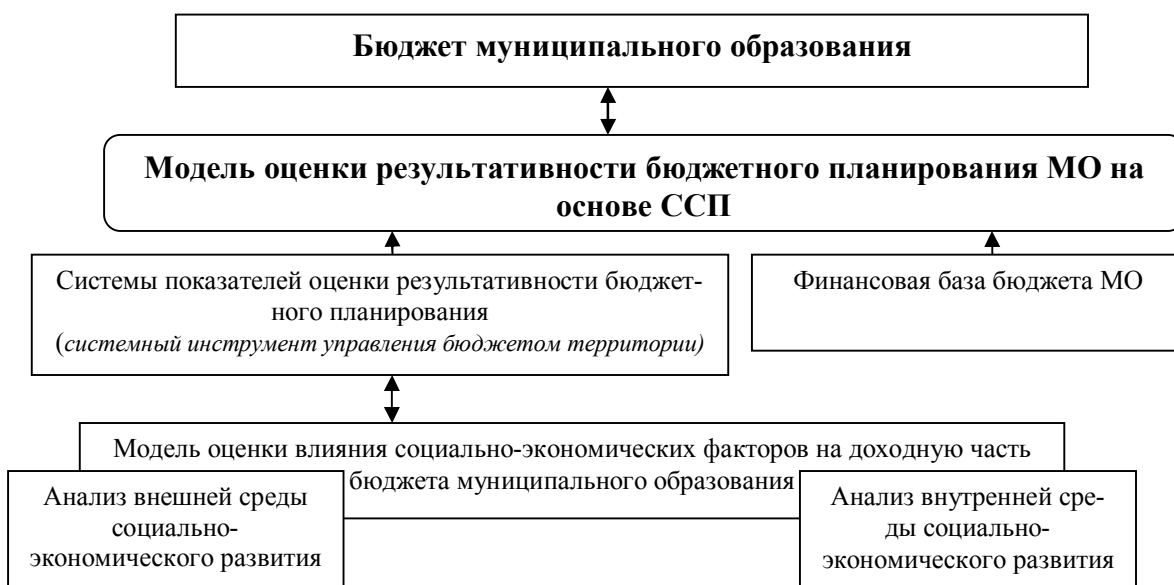 Бюджет муниципального образования
Модель оценки результативности бюджетного планирования МО на
основе ССП
Системы показателей оценки результативности бюджет-
ного планирования
(системный инструмент управления бюджетом территории)
Финансовая база бюджета МО
Модель оценки влияния социально-экономических факторов на доходную часть
бюджета муниципального образования
Анализ внешней среды
социально-
экономического развития
Анализ внутренней сре-
ды социально-
экономического развития